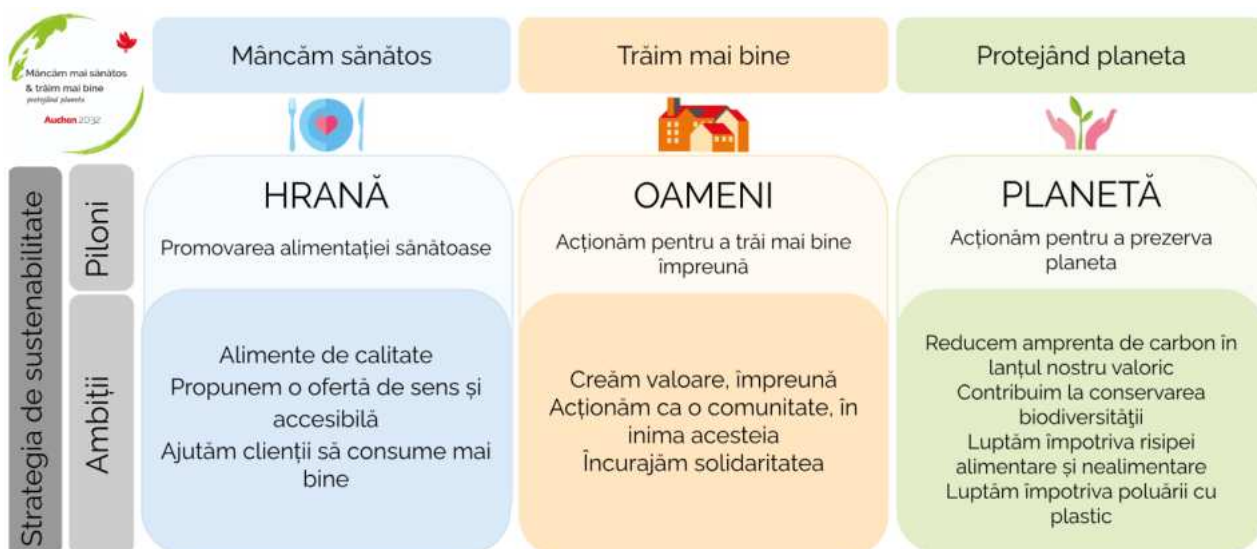 Mâncăm mai sănătos
& trăim mai bine
protejând planeta
Auchan 2032
Mâncăm sănătos
Trăim mai bine
Protejând planeta
Strategia de sustenabilitate
Piloni
HRANĂ
Promovarea alimentației sănătoase
OAMENI
Acționăm pentru a trăi mai bine
împreună
PLANETĂ
Acționăm pentru a prezerva
planeta
Ambiții
Alimente de calitate
Propunem o ofertă de sens și
accesibilă
Ajutăm clienții să consume mai
bine
Creăm valoare, împreună
Acționăm ca o comunitate, în
inima acesteia
Încurajăm solidaritatea
Reducem amprenta de carbon în
lanțul nostru valoric
Contribuim la conservarea
biodiversităţii
Luptăm împotriva risipei
alimentare și nealimentare
Luptăm împotriva poluării cu
plastic